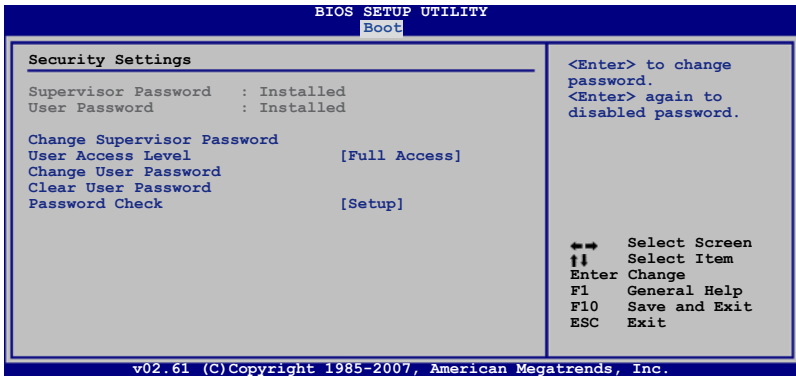 BIOS SETUP UTILITY
Boot
Security Settings
Supervisor Password : Installed
User Password : Installed
Change Supervisor Password
User Access Level [Full Access]
Change User Password
Clear User Password
Password Check [Setup]
<Enter> to change
password.
<Enter> again to
disabled password.
←→ Select Screen
↑↓ Select Item
Enter Change
F1 General Help
F10 Save and Exit
ESC Exit
v02.61 (C)Copyright 1985-2007, American Megatrends, Inc.